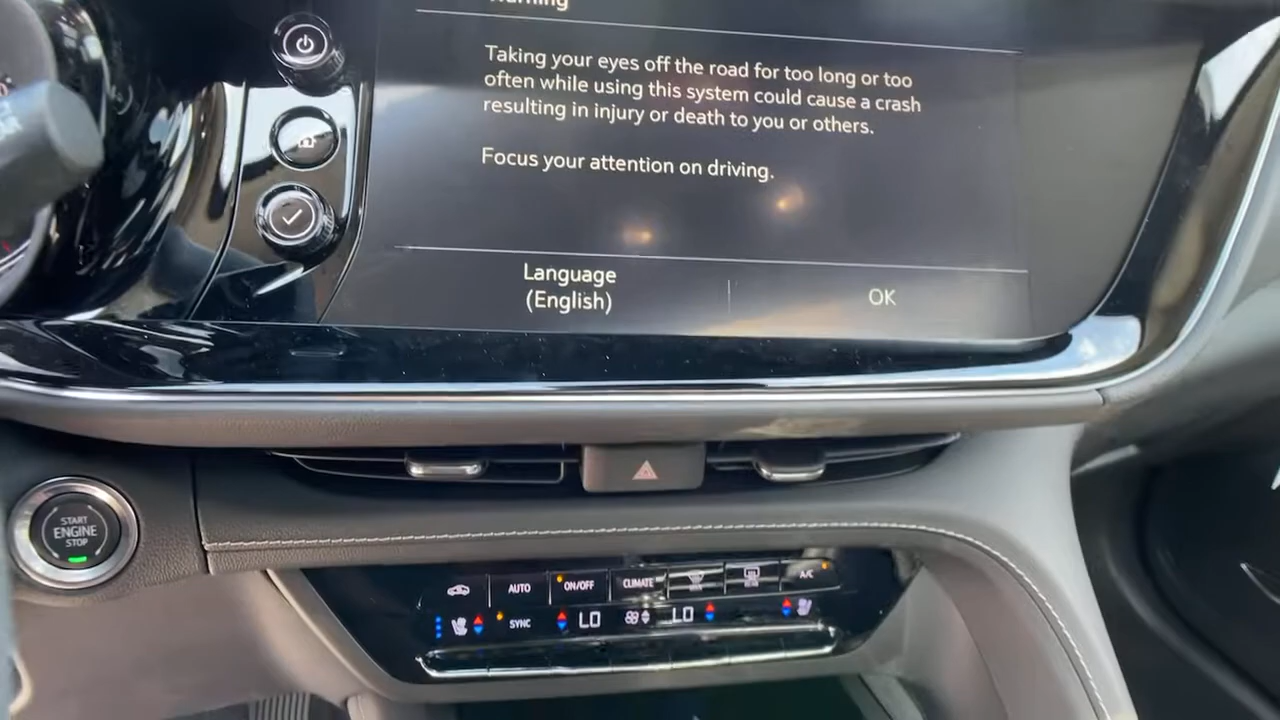 Warning
Taking your eyes off the road for too long or too
often while using this system could cause a crash
resulting in injury or death to you or others.
Focus your attention on driving.
Language
(English)
OK
START
ENGINE
STOP
AUTO
ON/OFF
CLIMATE
A/C
SYNC
LO
LO